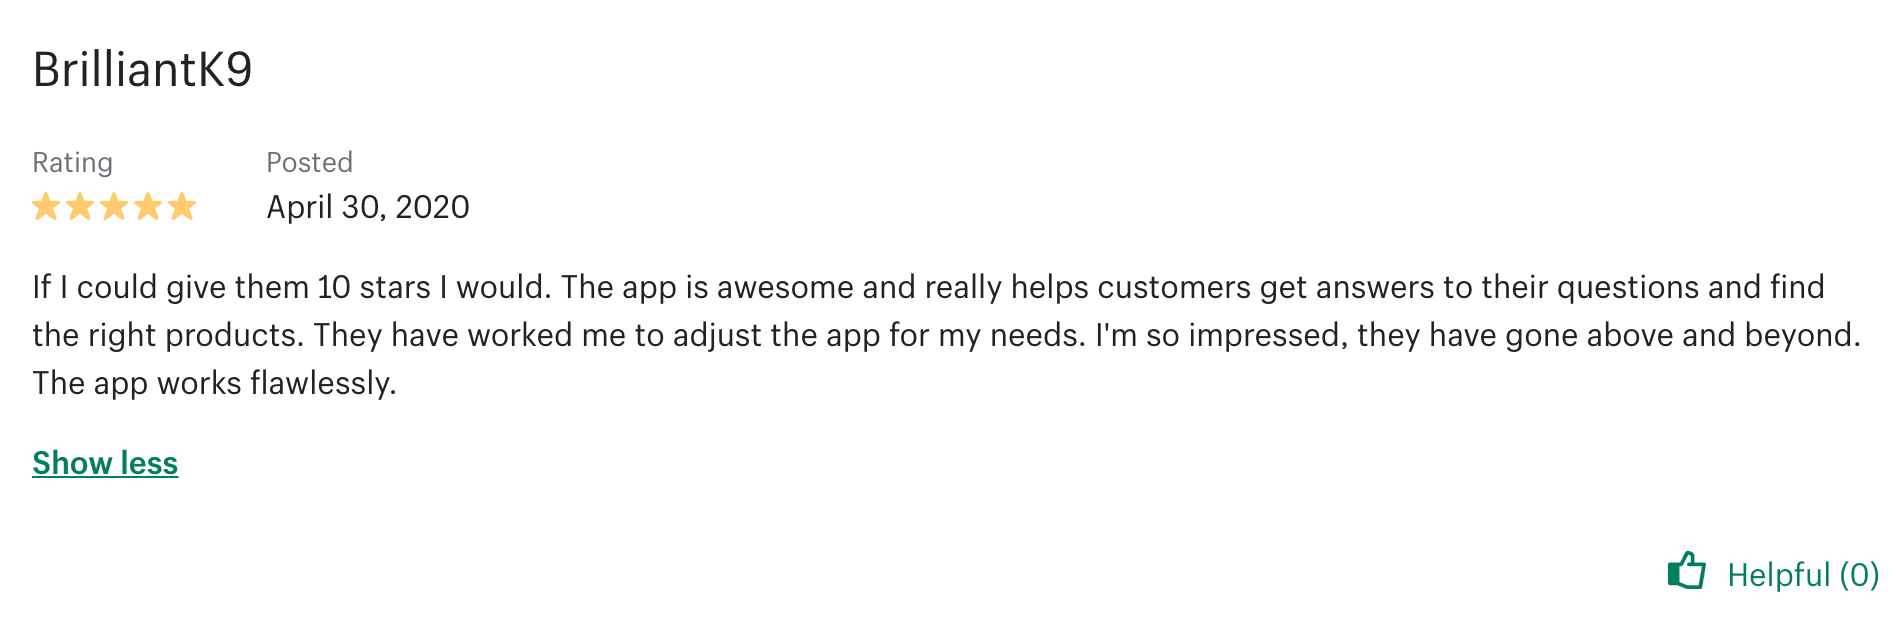 BrilliantK9
Rating
Posted
April 30, 2020
If I could give them 10 stars I would. The app is awesome and really helps customers get answers to their questions and find
the right products. They have worked me to adjust the app for my needs. I'm so impressed, they have gone above and beyond.
The app works flawlessly.
Show less
Helpful (0)